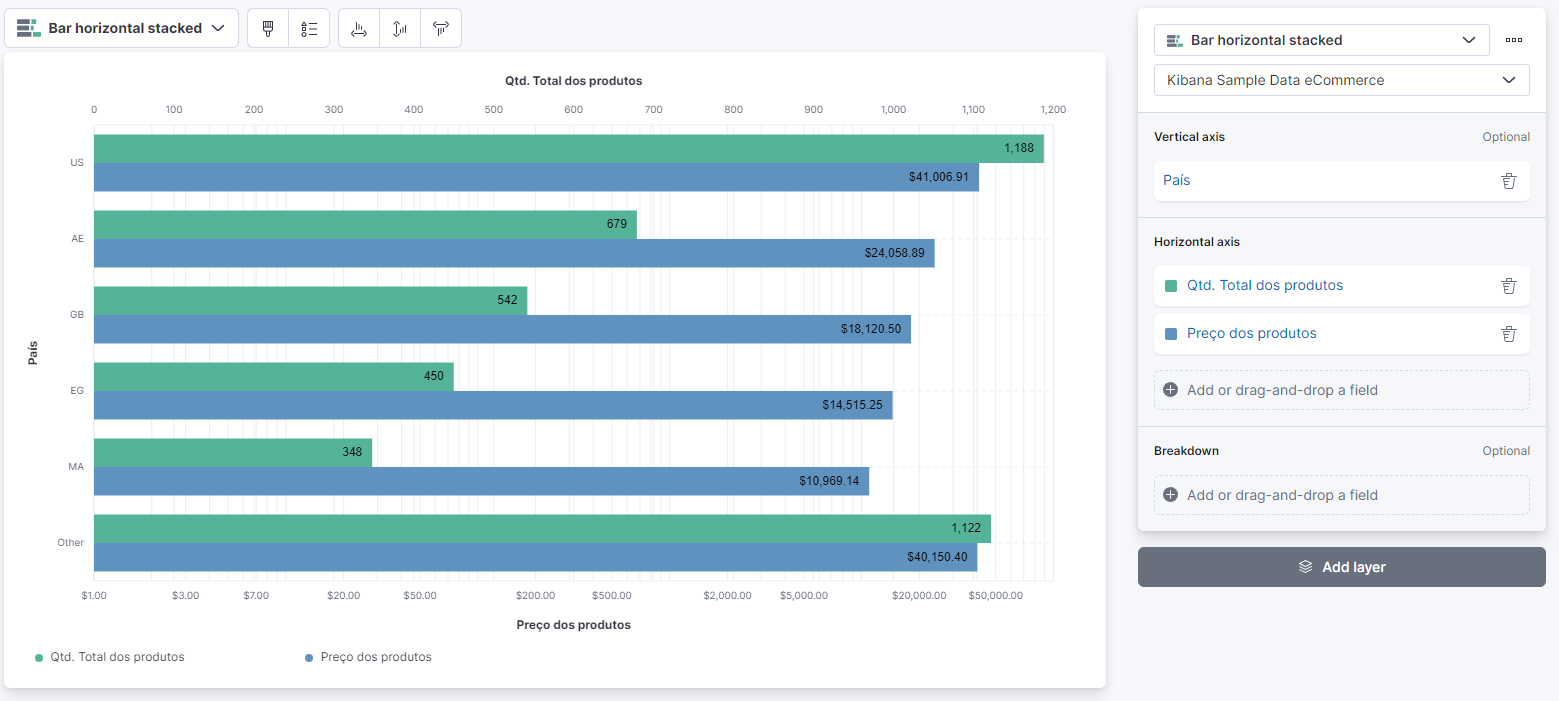 Bar horizontal stacked
Qtd. Total dos produtos
0 100 200 300 400 500 600 700 800 900 1,000 1,100 1,200
País
US 1,188
$41,006.91
AE 679
$24,058.89
GB 542
$18,120.50
EG 450
$14,515.25
MA 348
$10,969.14
Other 1,122
$40,150.40
$1.00 $3.00 $7.00 $20.00 $50.00 $200.00 $500.00 $2,000.00 $5,000.00 $20,000.00 $50,000.00
Preço dos produtos
Qtd. Total dos produtos Preço dos produtos
Bar horizontal stacked
Kibana Sample Data eCommerce
Vertical axis Optional
País
Horizontal axis
Qtd. Total dos produtos
Preço dos produtos
Add or drag-and-drop a field
Breakdown Optional
Add or drag-and-drop a field
Add layer